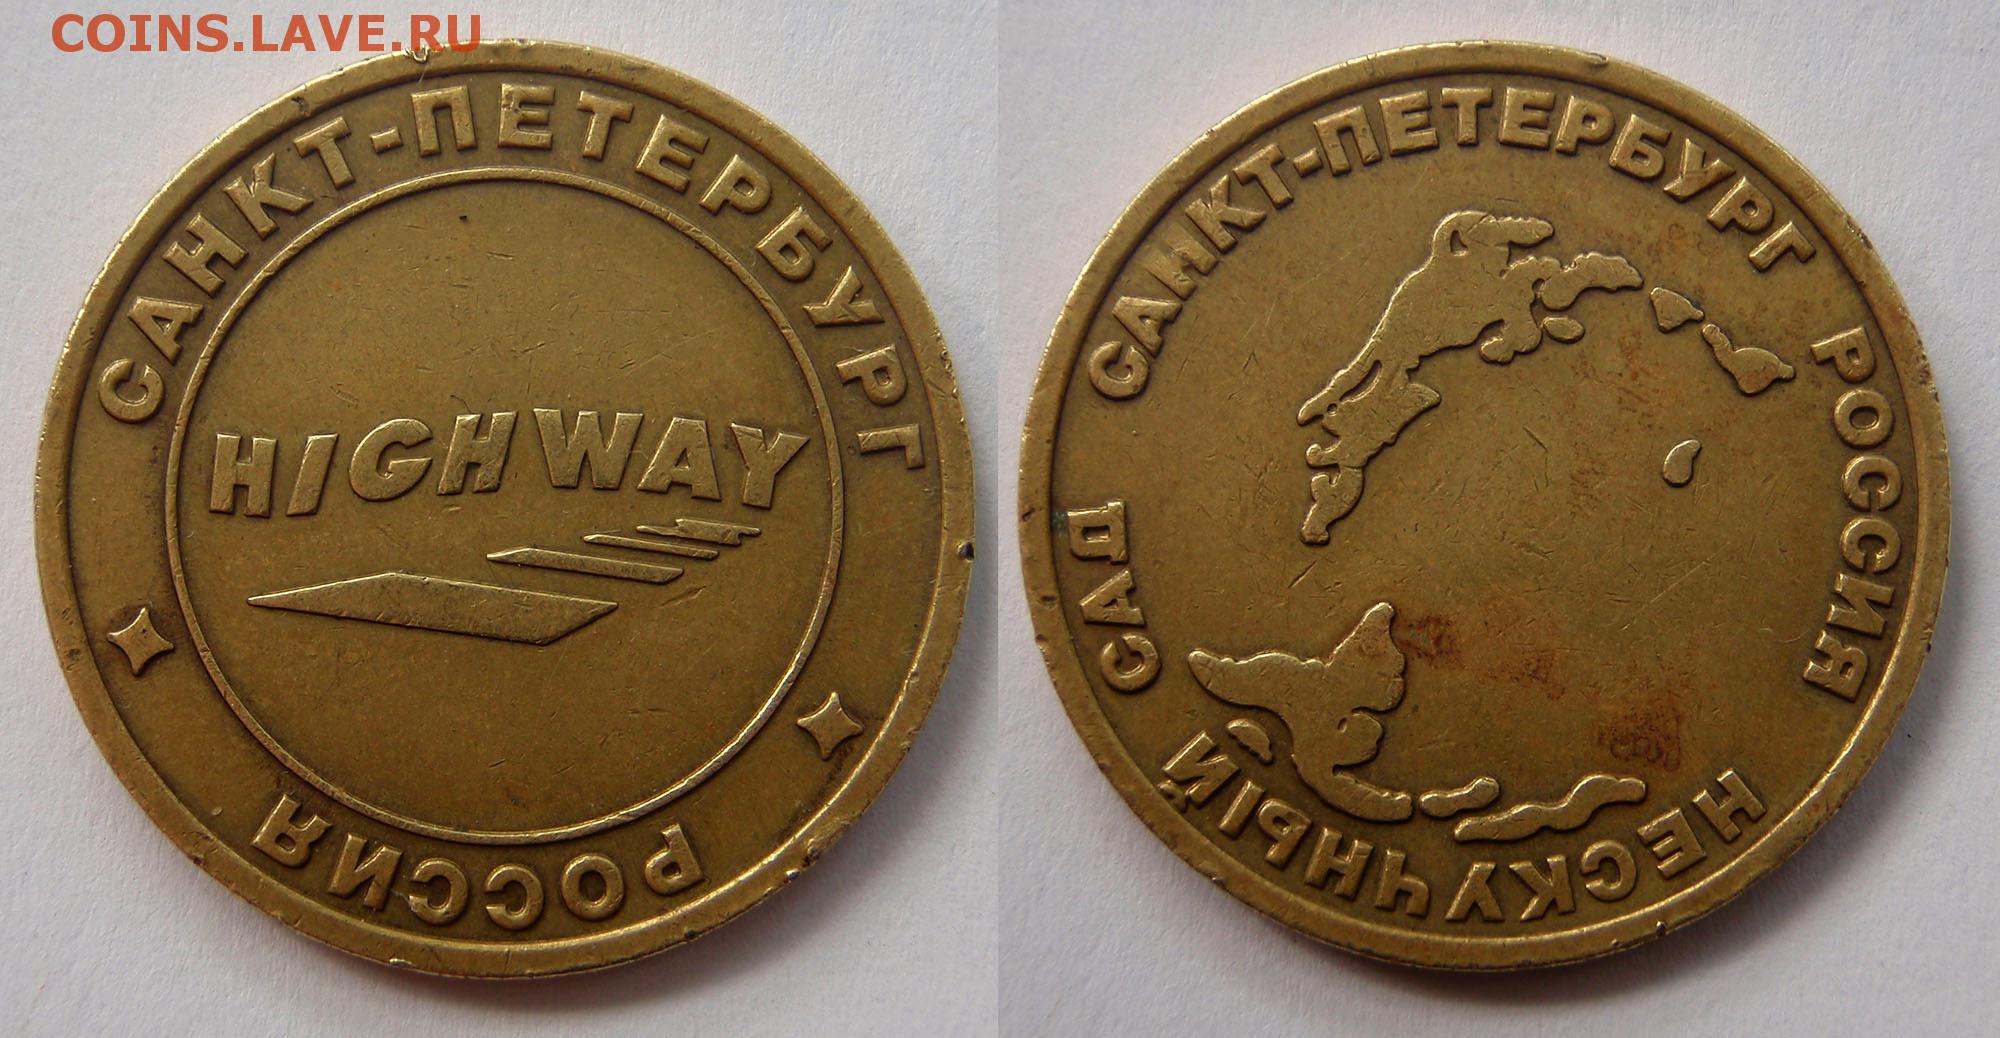 COINS.LAVE.RU
САНКТ-ПЕТЕРБУРГ
HIGHWAY
РОССИЯ
САНКТ-ПЕТЕРБУРГ
РОССИЯ
НЕСКУЧНЫЙ САД